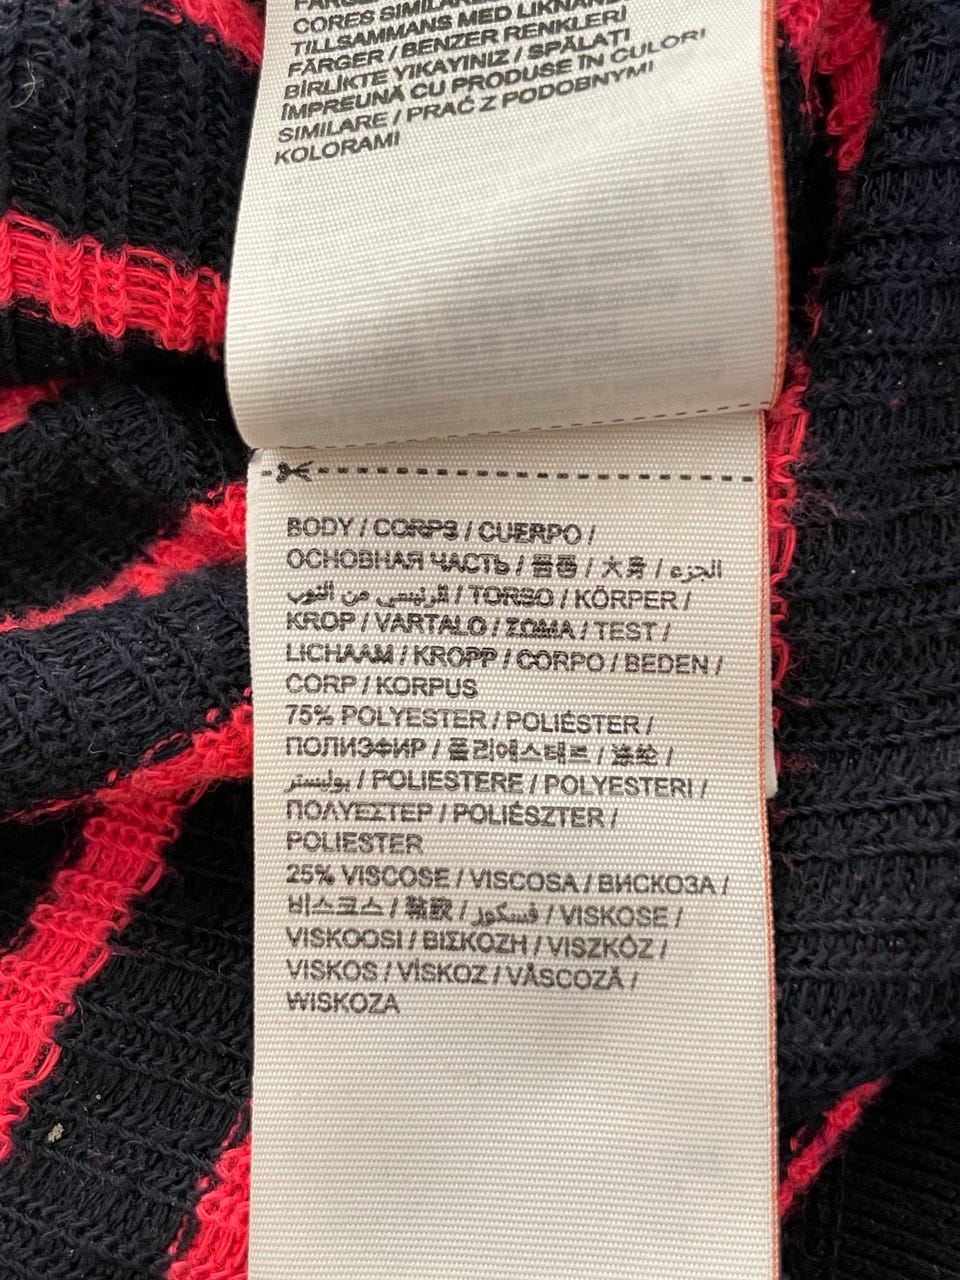 CORES SIMILARES
TILLSAMMANS MED LIKNANDE
FÄRGER / BENZER RENKLERİ
BİRLİKTE YIKAYINIZ / SPĂLAȚI
ÎMPREUNĂ CU PRODUSE ÎN CULORI
SIMILARE / PRAĆ Z PODOBNYMI
KOLORAMI
BODY / CORPS / CUERPO /
ОСНОВНАЯ ЧАСТЬ / 몸통 / 大身 / الجزء
الرئيسي من الثوب / TORSO / KÖRPER /
KROP / VARTALO / ΣΩΜΑ / TEST /
LICHAAM / KROPP / CORPO / BEDEN /
CORP / KORPUS
75% POLYESTER / POLIÉSTER /
ПОЛИЭФИР / 폴리에스테르 / 涤纶 /
بوليستر / POLIESTERE / POLYESTERI /
ΠΟΛΥΕΣΤΕΡ / POLIÉSZTER /
POLIESTER
25% VISCOSE / VISCOSA / ВИСКОЗА /
비스코스 / 黏胶 / فسكوز / VISKOSE /
VISKOOSI / ΒΙΣΚΟΖΗ / VISZKÓZ /
VISKOS / VİSKOZ / VÂSCOZĂ /
WISKOZA